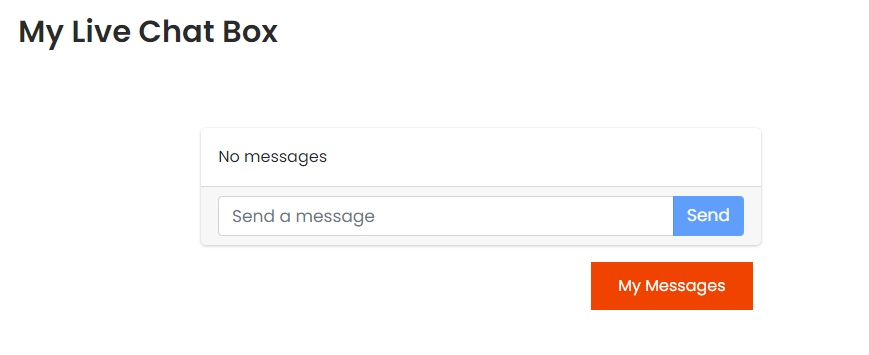 My Live Chat Box
No messages
Send a message
Send
My Messages